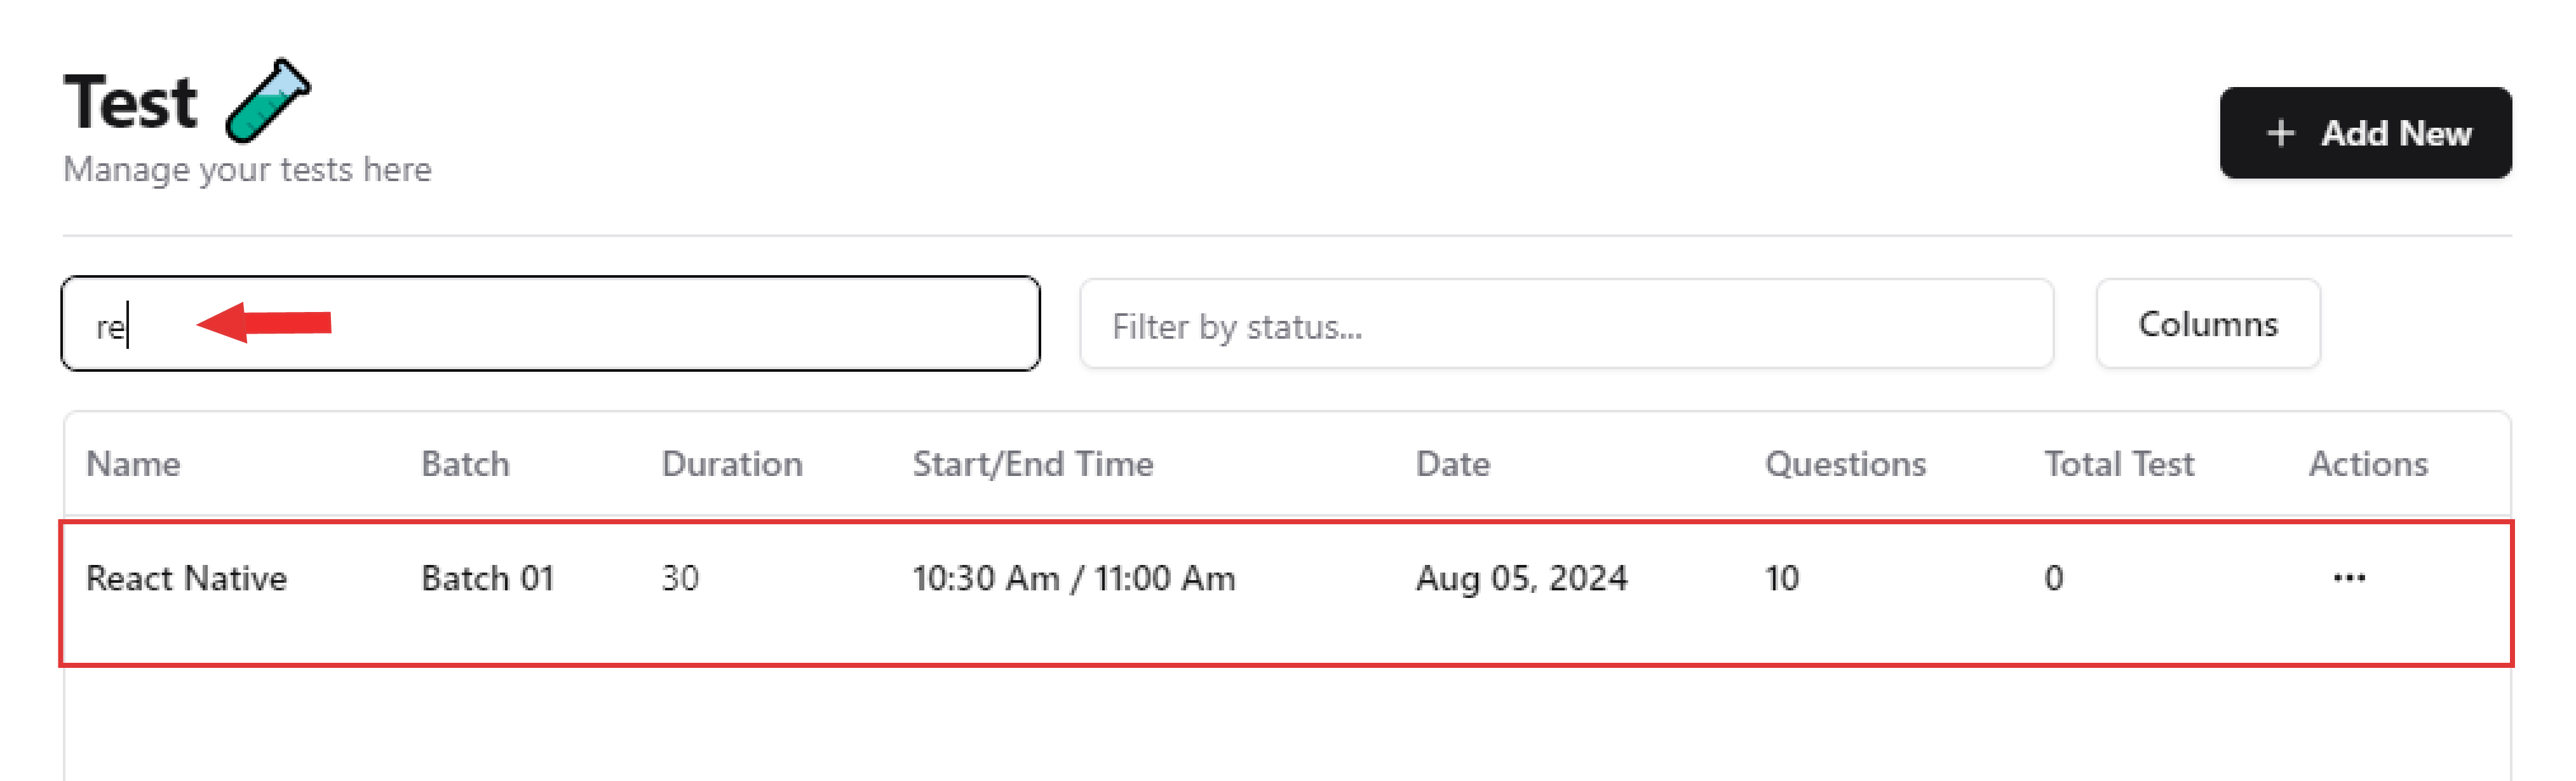 Test
Manage your tests here
+ Add New
re
Filter by status...
Columns
Name Batch Duration Start/End Time Date Questions Total Test Actions
React Native Batch 01 30 10:30 Am / 11:00 Am Aug 05, 2024 10 0 ...